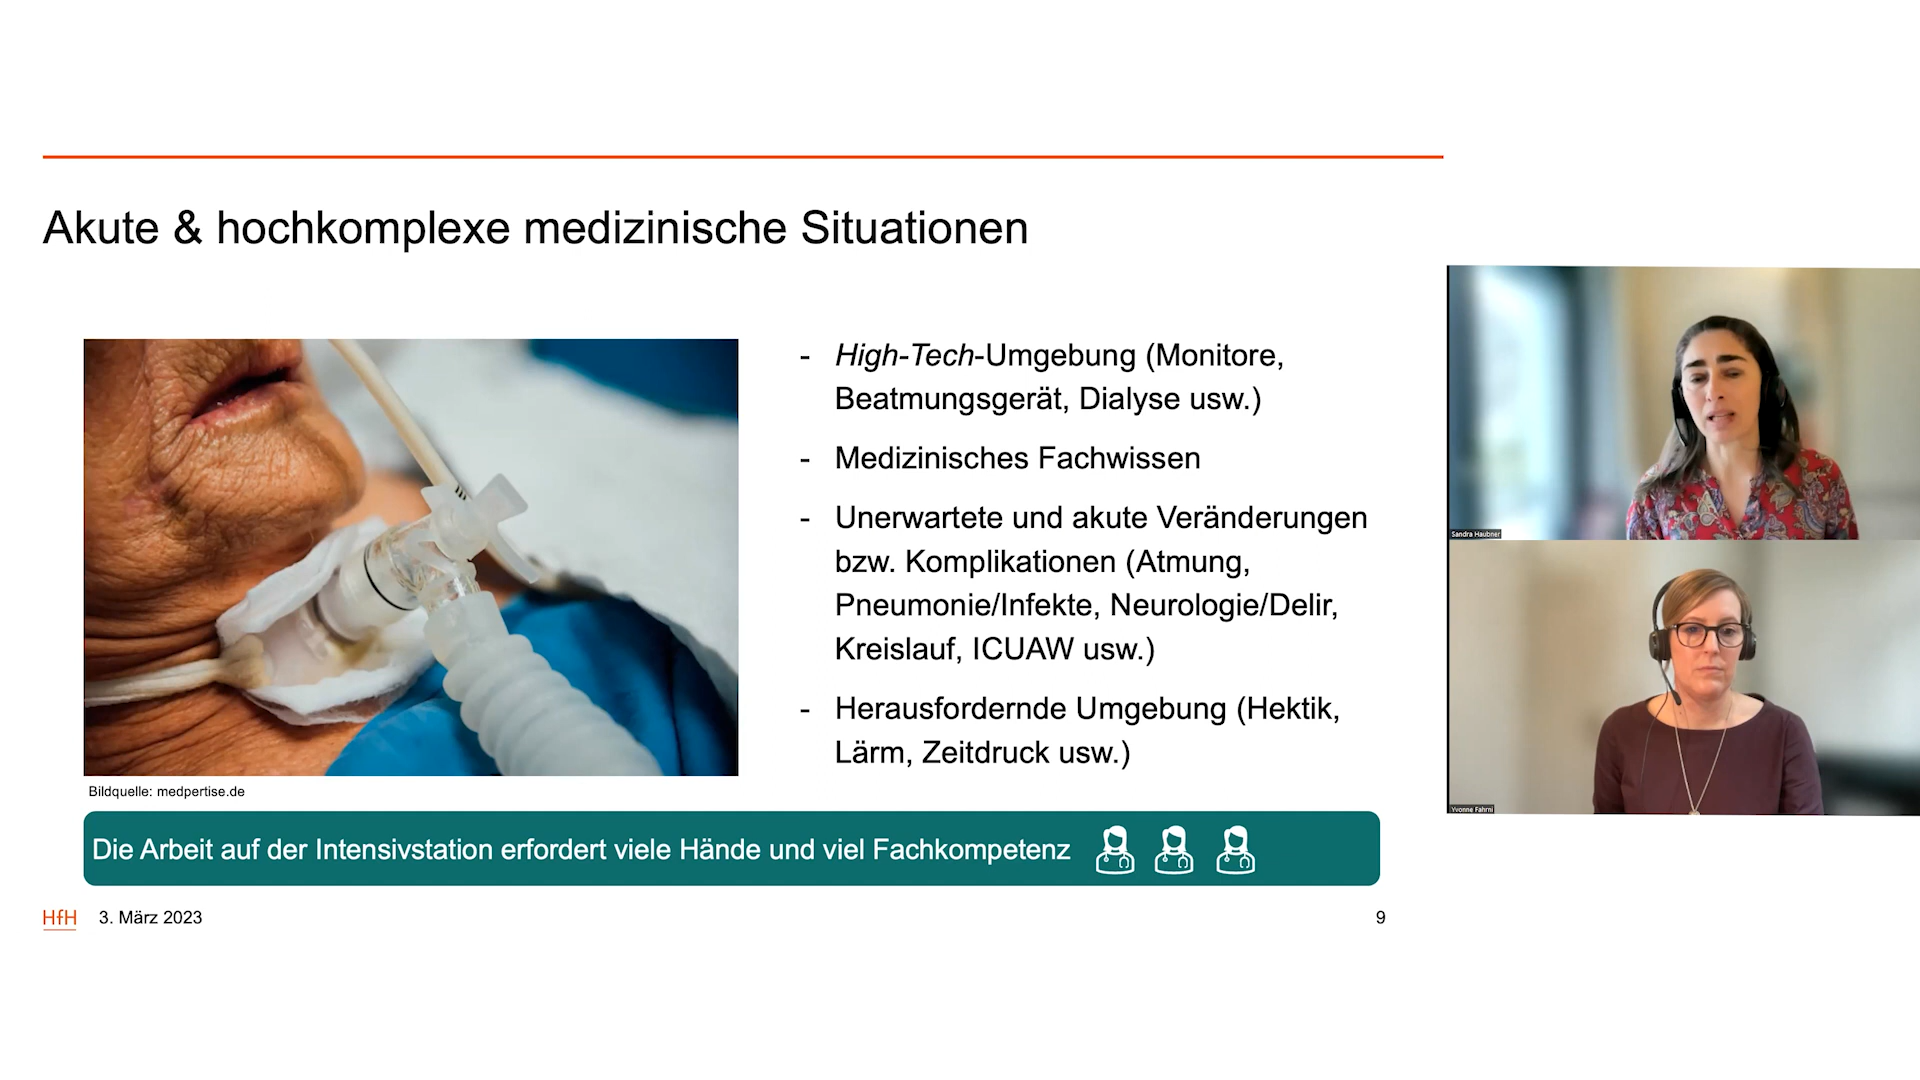 Akute & hochkomplexe medizinische Situationen
- High-Tech-Umgebung (Monitore,
Beatmungsgerät, Dialyse usw.)
- Medizinisches Fachwissen
- Unerwartete und akute Veränderungen
bzw. Komplikationen (Atmung,
Pneumonie/Infekte, Neurologie/Delir,
Kreislauf, ICUAW usw.)
- Herausfordernde Umgebung (Hektik,
Lärm, Zeitdruck usw.)
Bildquelle: medpertise.de
Die Arbeit auf der Intensivstation erfordert viele Hände und viel Fachkompetenz
HfH 3. März 2023
9
Sandra Haubner
Yvonne Fahrni